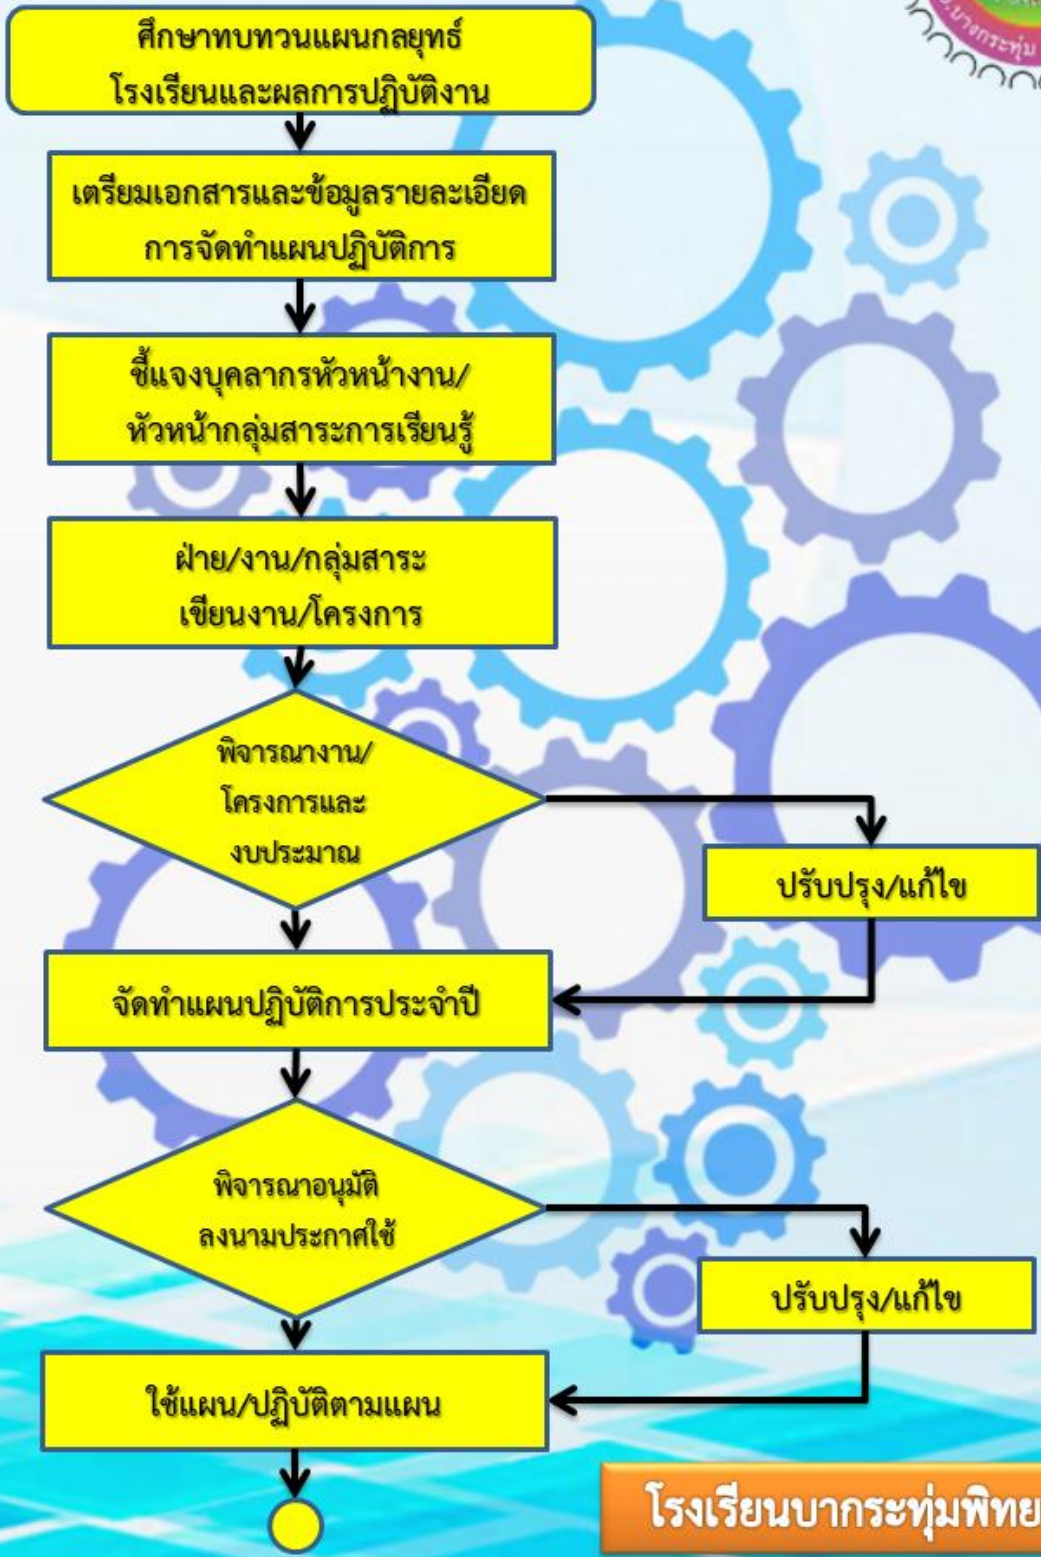 อ.บางกระทุ่ม
ศึกษาทบทวนแผนกลยุทธ์
โรงเรียนและผลการปฏิบัติงาน
เตรียมเอกสารและข้อมูลรายละเอียด
การจัดทำแผนปฏิบัติการ
ชี้แจงบุคลากรหัวหน้างาน/
หัวหน้ากลุ่มสาระการเรียนรู้
ฝ่าย/งาน/กลุ่มสาระ
เขียนงาน/โครงการ
พิจารณางาน/
โครงการและ
งบประมาณ
ปรับปรุง/แก้ไข
จัดทำแผนปฏิบัติการประจำปี
พิจารณาอนุมัติ
ลงนามประกาศใช้
ปรับปรุง/แก้ไข
ใช้แผน/ปฏิบัติตามแผน
โรงเรียนบากระทุ่มพิทย